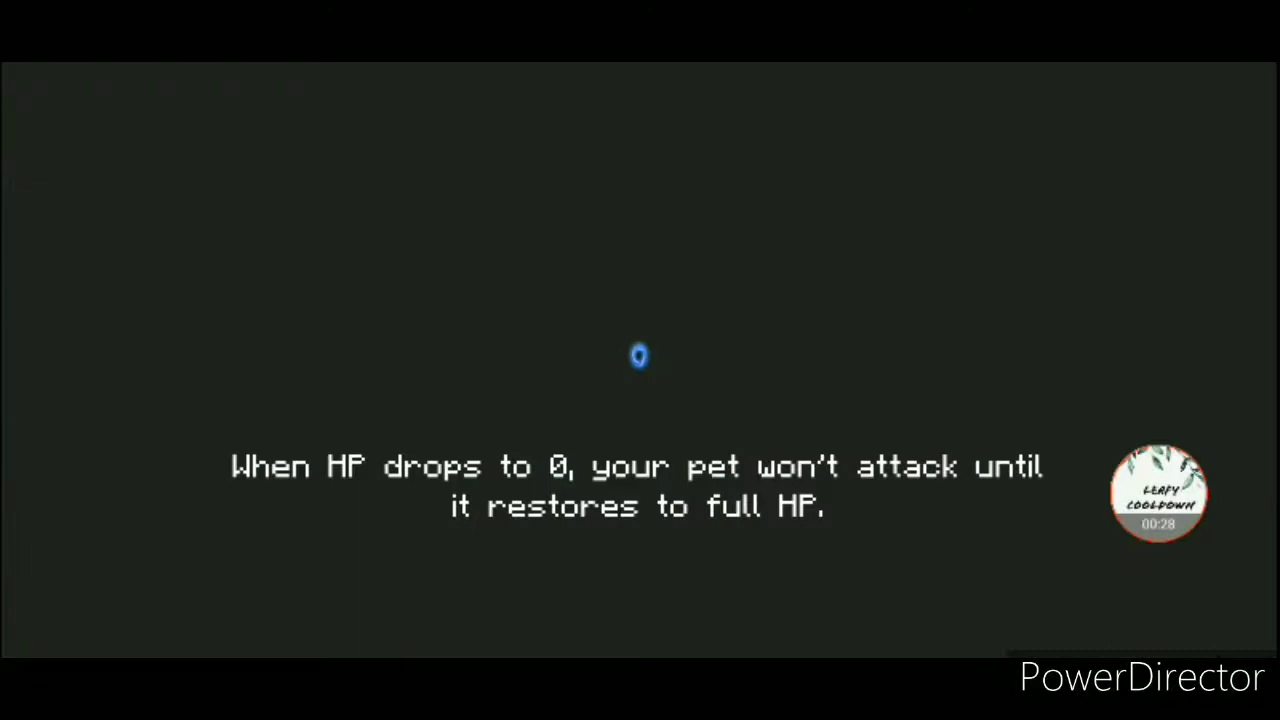 When HP drops to 0, your pet won't attack until
it restores to full HP.
LEAFY
COOLDOWN
00:28
PowerDirector